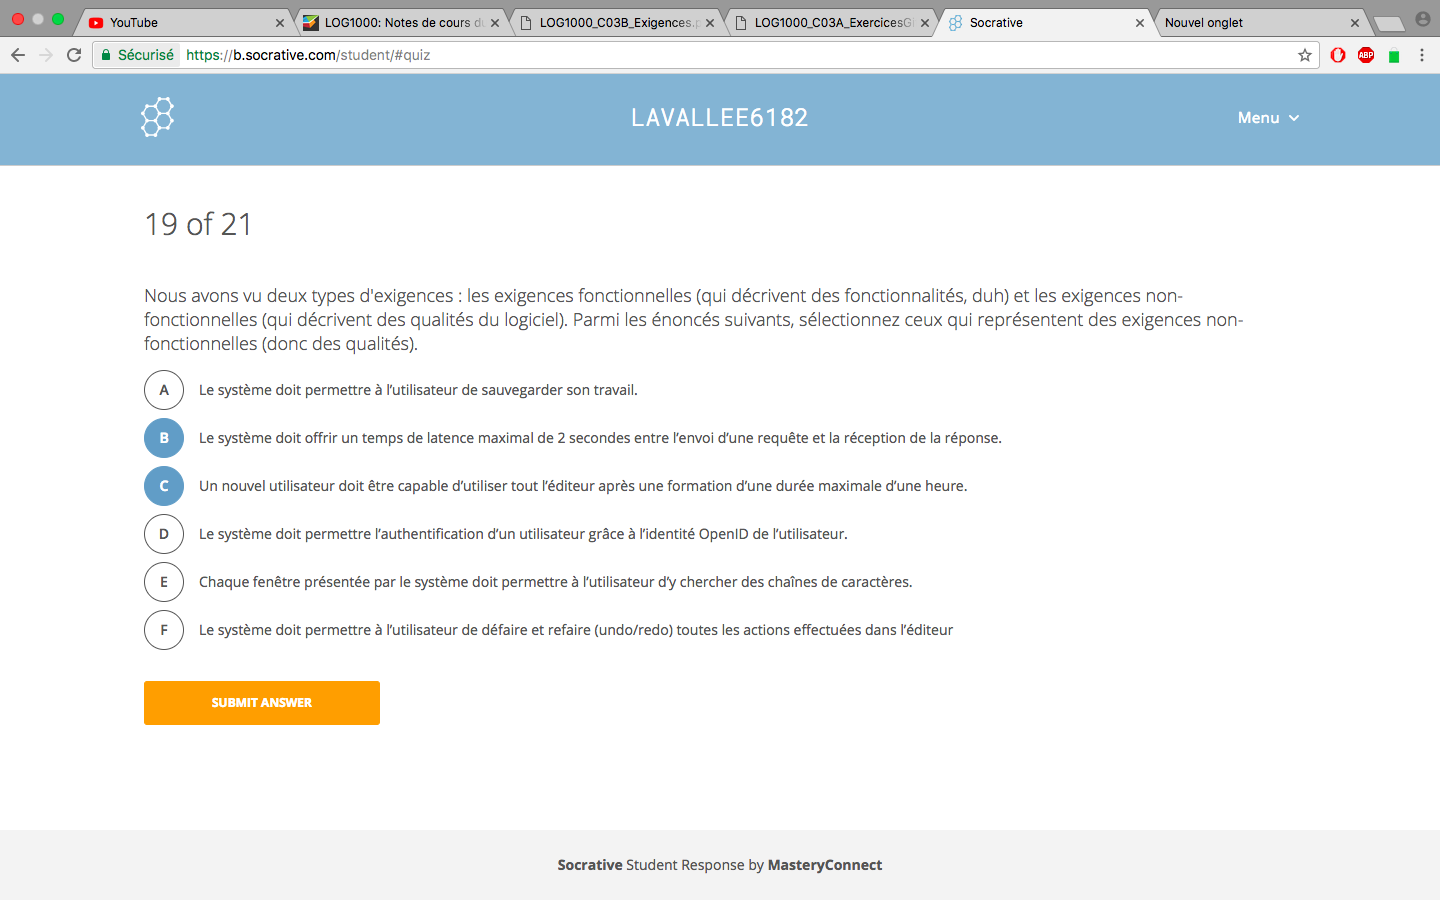 YouTube
LOG1000: Notes de cours du
LOG1000_C03B_Exigences.p
LOG1000_C03A_ExercicesGi
Socrative
Nouvel onglet
Sécurisé
https://b.socrative.com/student/#quiz
ABP
LAVALLEE6182
Menu
19 of 21
Nous avons vu deux types d'exigences : les exigences fonctionnelles (qui décrivent des fonctionnalités, duh) et les exigences non-
fonctionnelles (qui décrivent des qualités du logiciel). Parmi les énoncés suivants, sélectionnez ceux qui représentent des exigences non-
fonctionnelles (donc des qualités).
A Le système doit permettre à l’utilisateur de sauvegarder son travail.
B Le système doit offrir un temps de latence maximal de 2 secondes entre l’envoi d’une requête et la réception de la réponse.
C Un nouvel utilisateur doit être capable d’utiliser tout l’éditeur après une formation d’une durée maximale d’une heure.
D Le système doit permettre l’authentification d’un utilisateur grâce à l’identité OpenID de l’utilisateur.
E Chaque fenêtre présentée par le système doit permettre à l’utilisateur d’y chercher des chaînes de caractères.
F Le système doit permettre à l’utilisateur de défaire et refaire (undo/redo) toutes les actions effectuées dans l’éditeur
SUBMIT ANSWER
Socrative Student Response by MasteryConnect